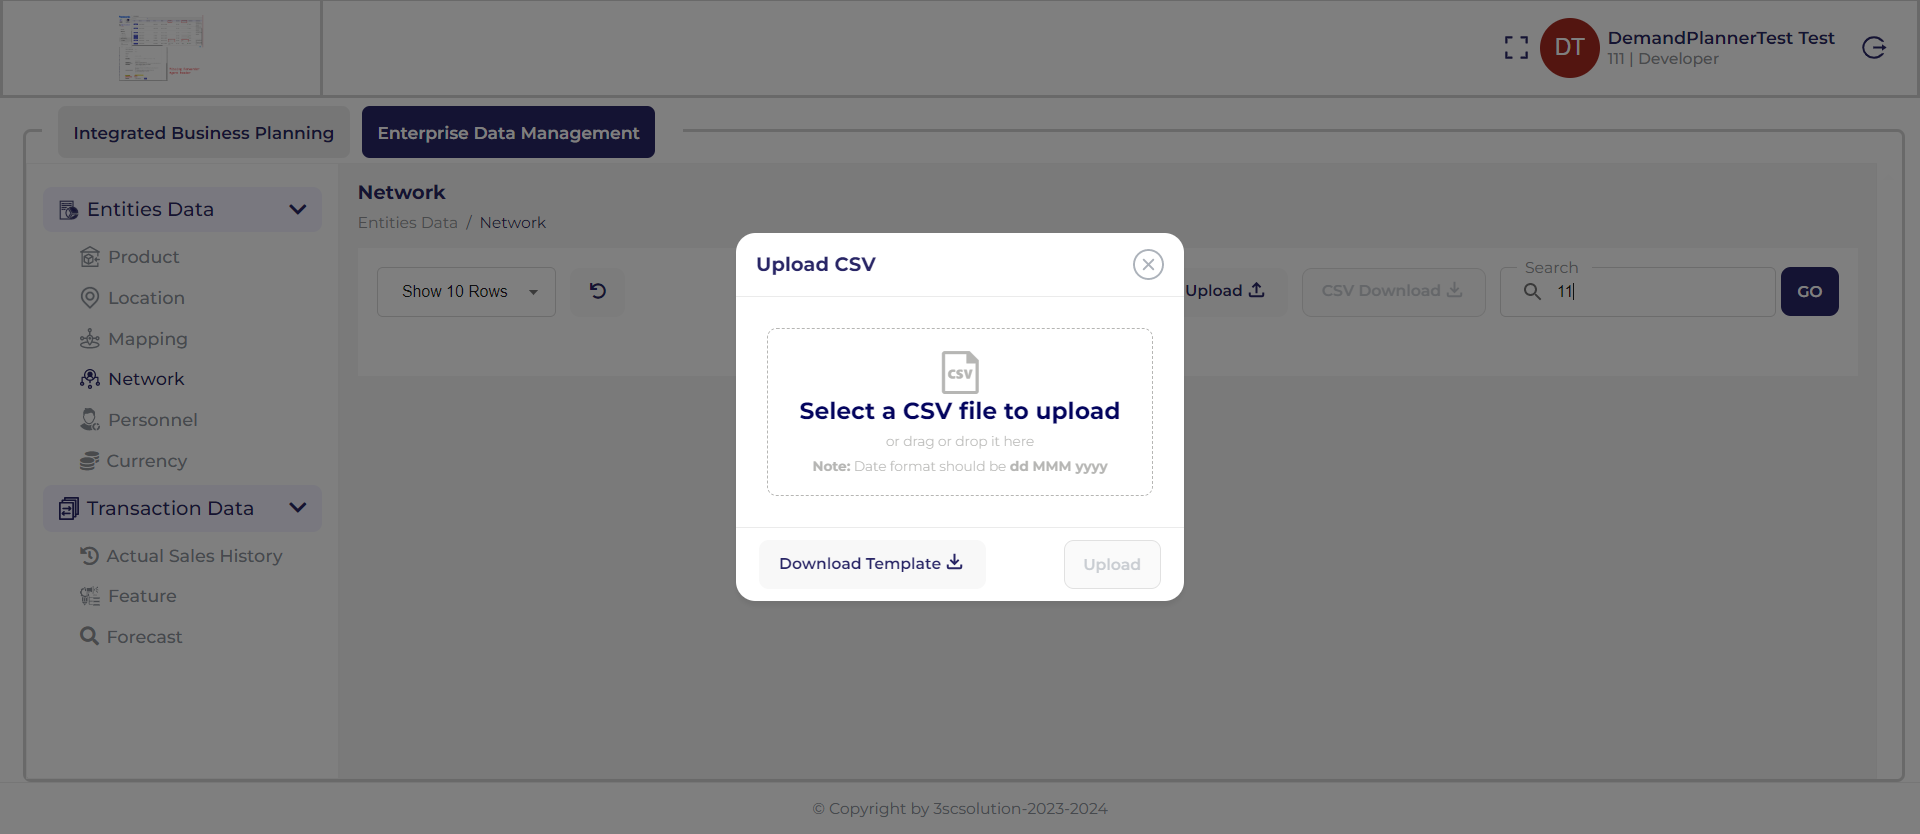 DT
DemandPlannerTest Test
111 | Developer
Integrated Business Planning
Enterprise Data Management
Entities Data
Product
Location
Mapping
Network
Personnel
Currency
Transaction Data
Actual Sales History
Feature
Forecast
Network
Entities Data / Network
Show 10 Rows
Upload
CSV Download
Search
11
GO
Upload CSV
CSV
Select a CSV file to upload
or drag or drop it here
Note: Date format should be dd MMM yyyy
Download Template
Upload
© Copyright by 3scsolution-2023-2024